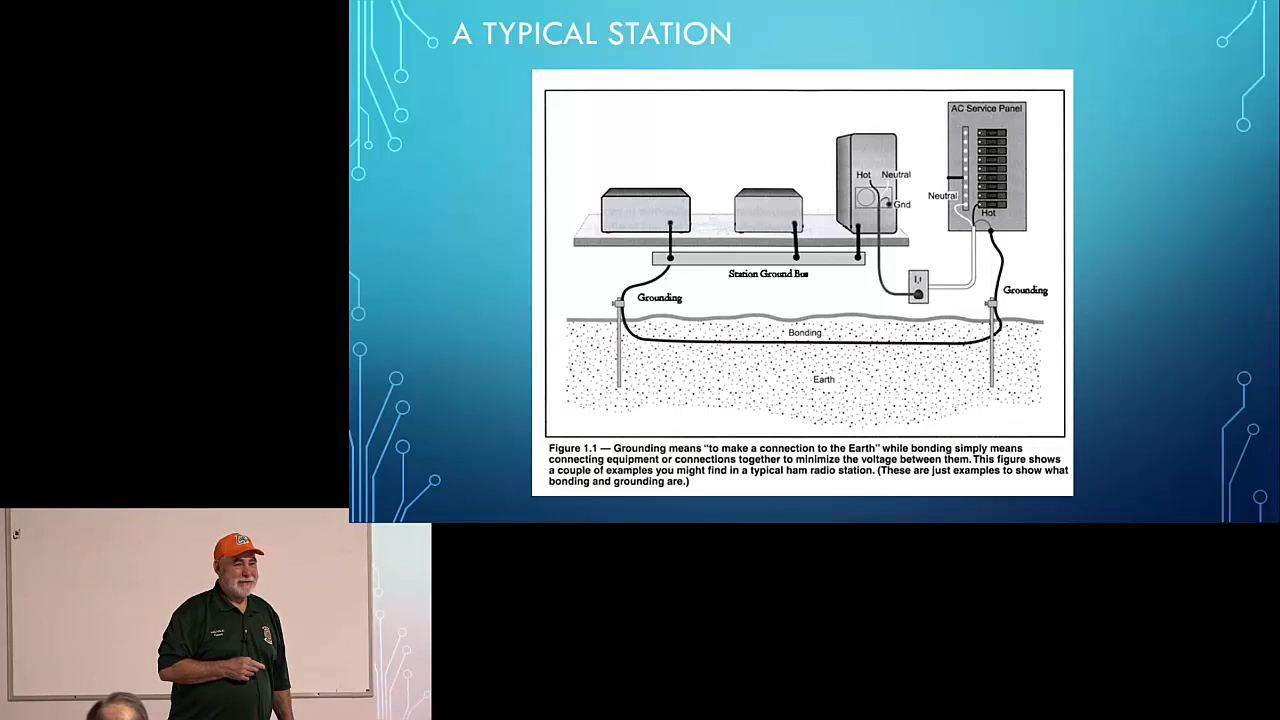 A TYPICAL STATION
AC Service Panel
Hot Neutral
Gnd
Neutral
Hot
Station Ground Bus
Grounding
Grounding
Bonding
Earth
Figure 1.1 — Grounding means “to make a connection to the Earth” while bonding simply means
connecting equipment or connections together to minimize the voltage between them. This figure shows
a couple of examples you might find in a typical ham radio station. (These are just examples to show what
bonding and grounding are.)